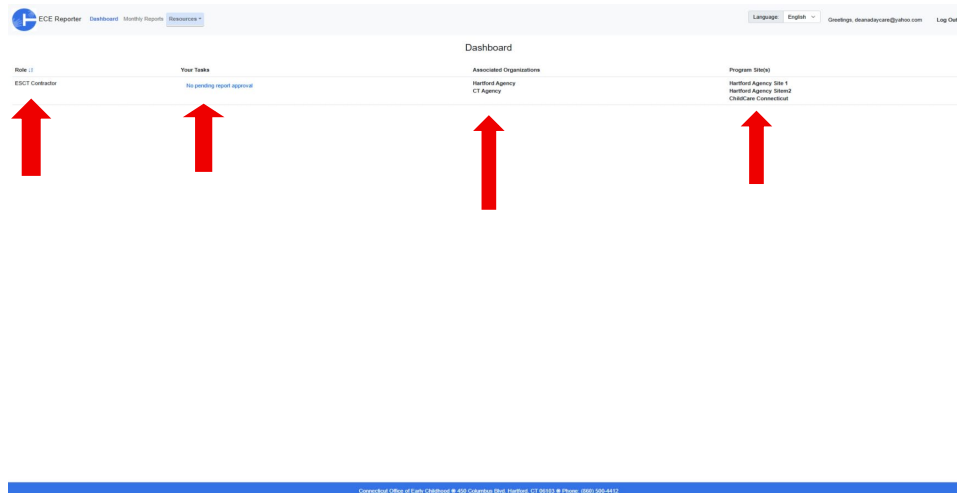 ECE Reporter Dashboard Monthly Reports Resources Language: English Greetings, deanadaycare@yahoo.com Log Out
Dashboard
Role Your Tasks Associated Organizations Program Site(s)
ESCT Contractor No pending report approval Hartford Agency Hartford Agency Site 1
CT Agency Hartford Agency Sitem2
ChildCare Connecticut
Connecticut Office of Early Childhood 450 Columbus Blvd. Hartford, CT 06103 Phone: (860) 500-4412